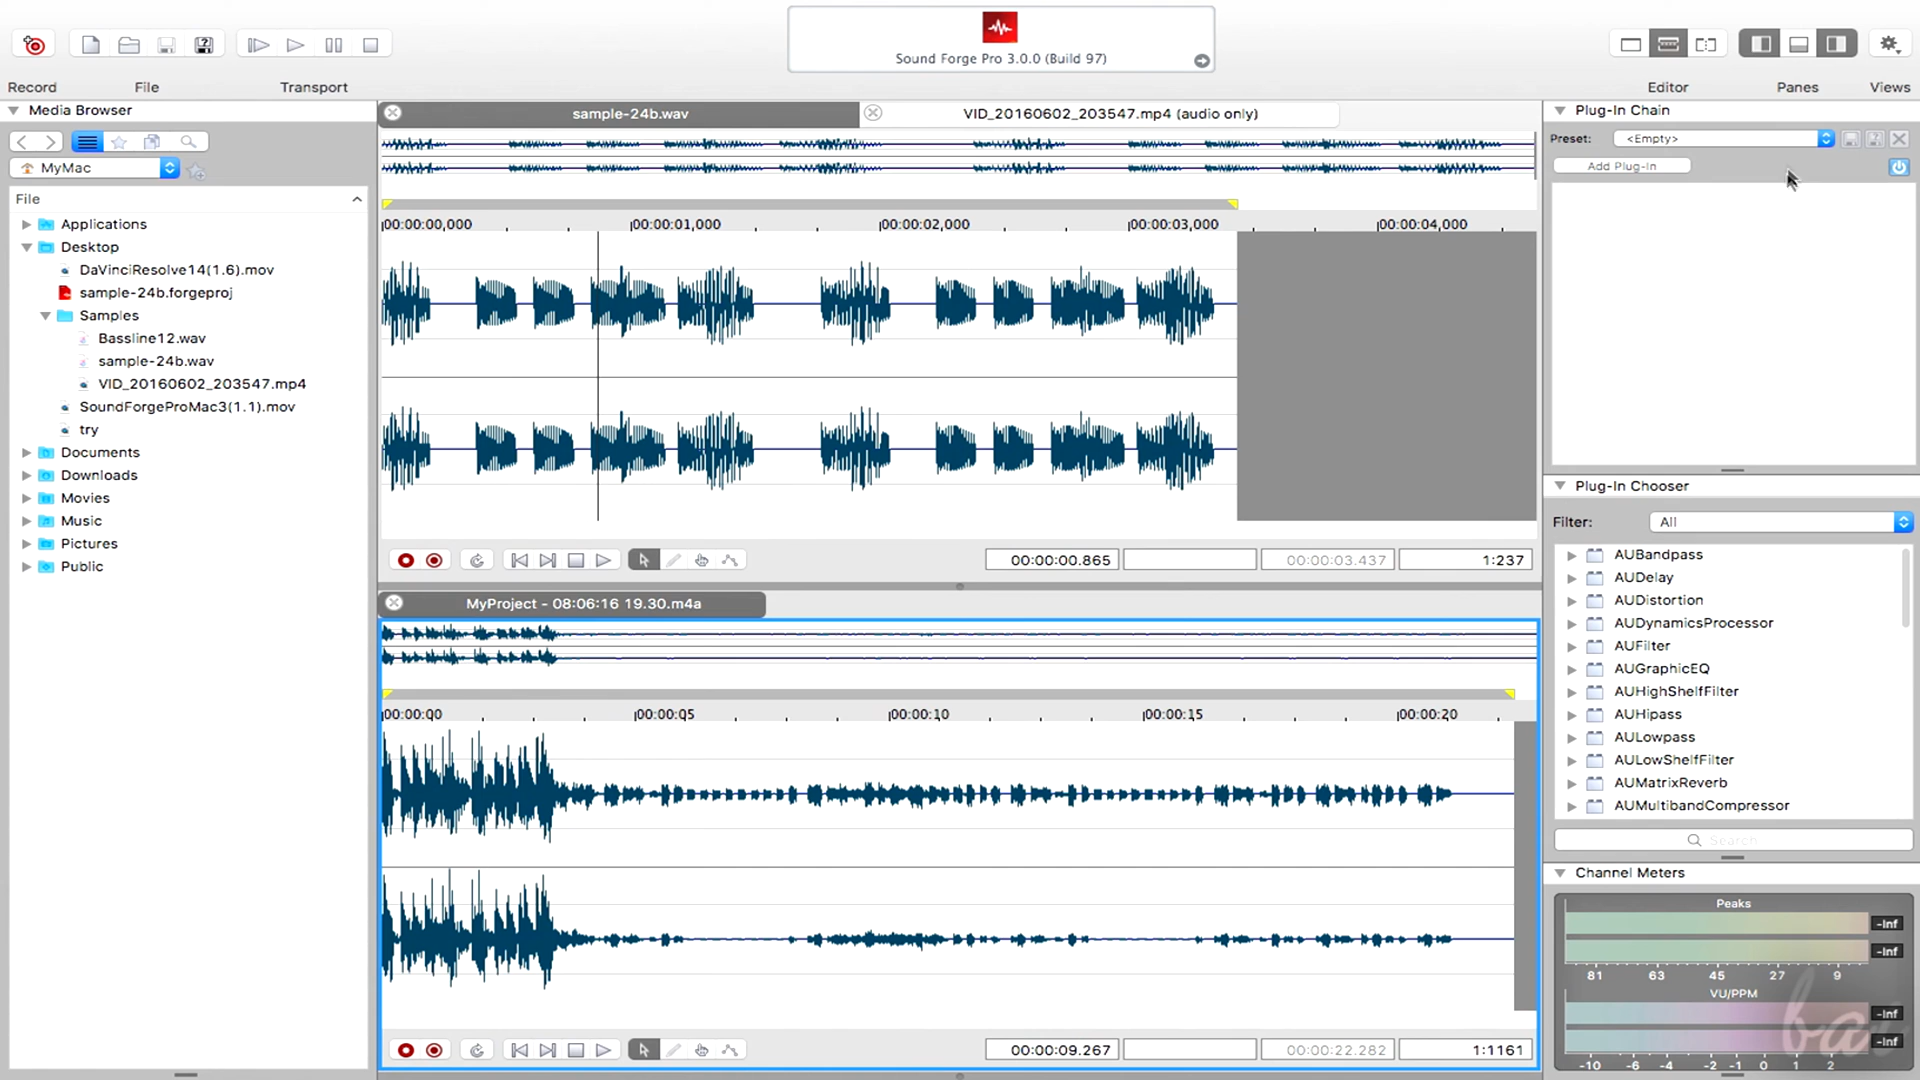 Sound Forge Pro 3.0.0 (Build 97)
Record File Transport Editor Panes Views
Media Browser
MyMac
File
Applications
Desktop
DaVinciResolve14(1.6).mov
sample-24b.forgeproj
Samples
Bassline12.wav
sample-24b.wav
VID_20160602_203547.mp4
SoundForgeProMac3(1.1).mov
try
Documents
Downloads
Movies
Music
Pictures
Public
sample-24b.wav VID_20160602_203547.mp4 (audio only)
00:00:00,000 00:00:01,000 00:00:02,000 00:00:03,000 00:00:04,000
00:00:00.865 00:00:03.437 1:237
MyProject - 08:06:16 19.30.m4a
00:00:00 00:00:05 00:00:10 00:00:15 00:00:20
00:00:09.267 00:00:22.282 1:1161
Plug-In Chain
Preset: <Empty>
Add Plug-In
Plug-In Chooser
Filter: All
AUBandpass
AUDelay
AUDistortion
AUDynamicsProcessor
AUFilter
AUGraphicEQ
AUHighShelfFilter
AUHipass
AULowpass
AULowShelfFilter
AUMatrixReverb
AUMultibandCompressor
Search
Channel Meters
Peaks
-Inf
-Inf
81 63 45 27 9
VU/PPM
-Inf
-Inf
-10 -6 -4 -2 -1 0 1 2